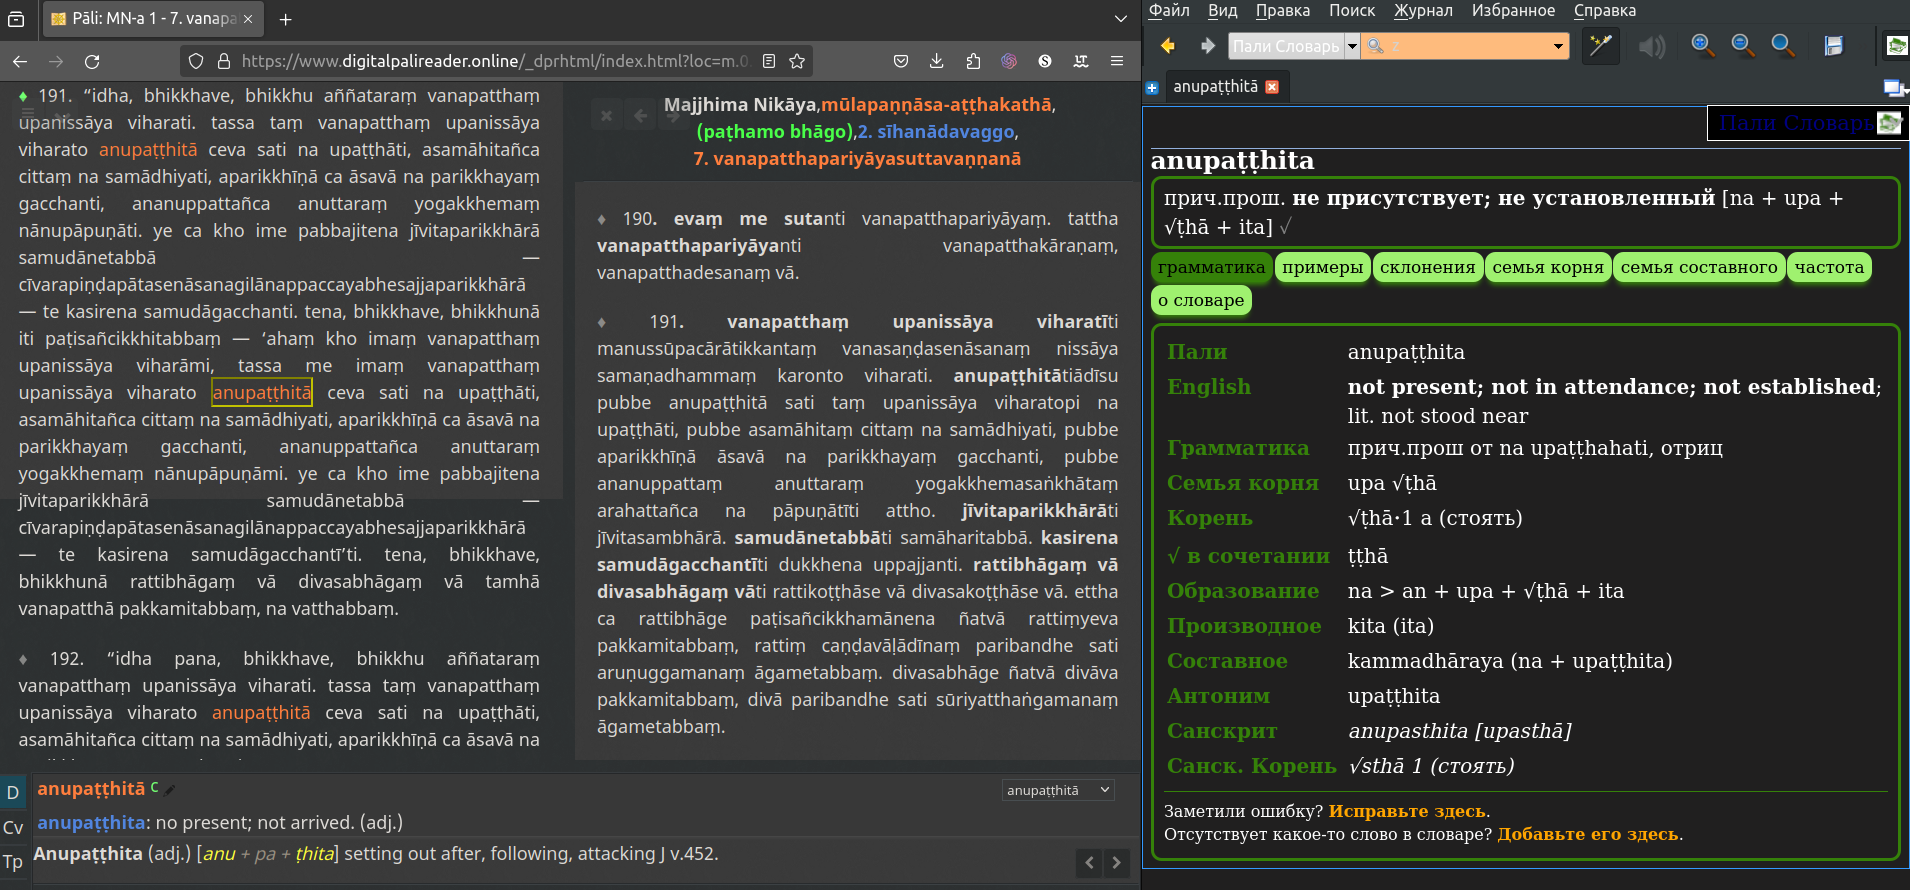 Pāli: MN-a 1 - 7. vanapa
https://www.digitalpalireader.online/_dprhtml/index.html?loc=m.0
♦ 191. “idha, bhikkhave, bhikkhu aññataraṃ vanapatthaṃ
upanissāya viharati. tassa taṃ vanapatthaṃ upanissāya
viharato anupaṭṭhitā ceva sati na upaṭṭhāti, asamāhitañca
cittaṃ na samādhiyati, aparikkhīṇā ca āsavā na parikkhayaṃ
gacchanti, ananuppattañca anuttaraṃ yogakkhemaṃ
nānupāpuṇāti. ye ca kho ime pabbajitena jīvitaparikkhārā
samudānetabbā —
cīvarapiṇḍapātasenāsanagilānappaccayabhesajjaparikkhārā
— te kasirena samudāgacchanti. tena, bhikkhave, bhikkhunā
iti paṭisañcikkhitabbaṃ — ‘ahaṃ kho imaṃ vanapatthaṃ
upanissāya viharāmi, tassa me imaṃ vanapatthaṃ
upanissāya viharato anupaṭṭhitā ceva sati na upaṭṭhāti,
asamāhitañca cittaṃ na samādhiyati, aparikkhīṇā ca āsavā na
parikkhayaṃ gacchanti, ananuppattañca anuttaraṃ
yogakkhemaṃ nānupāpuṇāmi. ye ca kho ime pabbajitena
jīvitaparikkhārā samudānetabbā —
cīvarapiṇḍapātasenāsanagilānappaccayabhesajjaparikkhārā
— te kasirena samudāgacchantī’ti. tena, bhikkhave,
bhikkhunā rattibhāgaṃ vā divasabhāgaṃ vā tamhā
vanapatthā pakkamitabbaṃ, na vatthabbaṃ.
♦ 192. “idha pana, bhikkhave, bhikkhu aññataraṃ
vanapatthaṃ upanissāya viharati. tassa taṃ vanapatthaṃ
upanissāya viharato anupaṭṭhitā ceva sati na upaṭṭhāti,
asamāhitañca cittaṃ na samādhiyati, aparikkhīṇā ca āsavā na
Majjhima Nikāya,mūlapaṇṇāsa-aṭṭhakathā,
(paṭhamo bhāgo),2. sīhanādavaggo,
7. vanapatthapariyāyasuttavaṇṇanā
♦ 190. evaṃ me sutanti vanapatthapariyāyaṃ. tattha
vanapatthapariyāyanti vanapatthakāraṇaṃ,
vanapatthadesanaṃ vā.
♦ 191. vanapatthaṃ upanissāya viharatīti
manussūpacārātikkantaṃ vanasaṇḍasenāsanaṃ nissāya
samaṇadhammaṃ karonto viharati. anupaṭṭhitātiādīsu
pubbe anupaṭṭhitā sati taṃ upanissāya viharatopi na
upaṭṭhāti, pubbe asamāhitaṃ cittaṃ na samādhiyati, pubbe
aparikkhīṇā āsavā na parikkhayaṃ gacchanti, pubbe
ananuppattaṃ anuttaraṃ yogakkhemasaṅkhātaṃ
arahattañca na pāpuṇātīti attho. jīvitaparikkhārāti
jīvitasambhārā. samudānetabbāti samāharitabbā. kasirena
samudāgacchantīti dukkhena uppajjanti. rattibhāgaṃ vā
divasabhāgaṃ vāti rattikoṭṭhāse vā divasakoṭṭhāse vā. ettha
ca rattibhāge paṭisañcikkhamānena ñatvā rattiṃyeva
pakkamitabbaṃ, rattiṃ caṇḍavāḷādīnaṃ paribandhe sati
aruṇuggamanaṃ āgametabbaṃ. divasabhāge ñatvā divāva
pakkamitabbaṃ, divā paribandhe sati sūriyatthaṅgamanaṃ
āgametabbaṃ.
D
Cv
Tp
anupaṭṭhitā C
anupaṭṭhitā
anupaṭṭhita: no present; not arrived. (adj.)
Anupaṭṭhita (adj.) [anu + pa + ṭhita] setting out after, following, attacking J v.452.
Файл Вид Правка Поиск Журнал Избранное Справка
Пали Словарь
anupaṭṭhitā
Пали Словарь
anupaṭṭhita
прич.прош. не присутствует; не установленный [na + upa +
√ṭhā + ita] √
грамматика примеры склонения семья корня семья составного частота
о словаре
Пали anupaṭṭhita
English not present; not in attendance; not established;
lit. not stood near
Грамматика прич.прош от na upaṭṭhahati, отриц
Семья корня upa √ṭhā
Корень √ṭhā·1 a (стоять)
√ в сочетании ṭṭhā
Образование na > an + upa + √ṭhā + ita
Производное kita (ita)
Составное kammadhāraya (na + upaṭṭhita)
Антоним upaṭṭhita
Санскрит anupasthita [upasthā]
Санск. Корень √sthā 1 (стоять)
Заметили ошибку? Исправьте здесь.
Отсутствует какое-то слово в словаре? Добавьте его здесь.